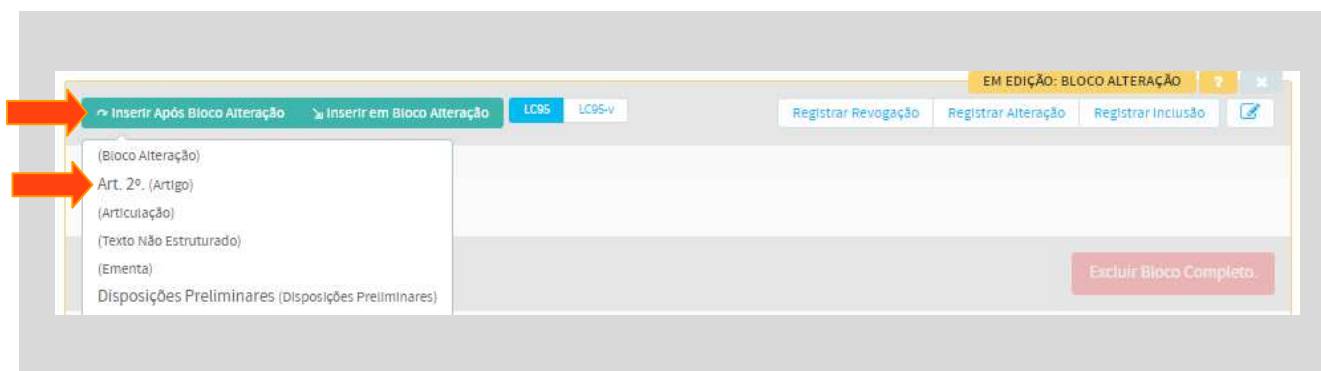 EM EDIÇÃO: BLOCO ALTERAÇÃO ? x
Inserir Após Bloco Alteração Inserir em Bloco Alteração LC95 LC95-v Registrar Revogação Registrar Alteração Registrar Inclusão
(Bloco Alteração)
Art. 2º. (Artigo)
(Articulação)
(Texto Não Estruturado)
(Ementa)
Excluir Bloco Completo.
Disposições Preliminares (Disposições Preliminares)